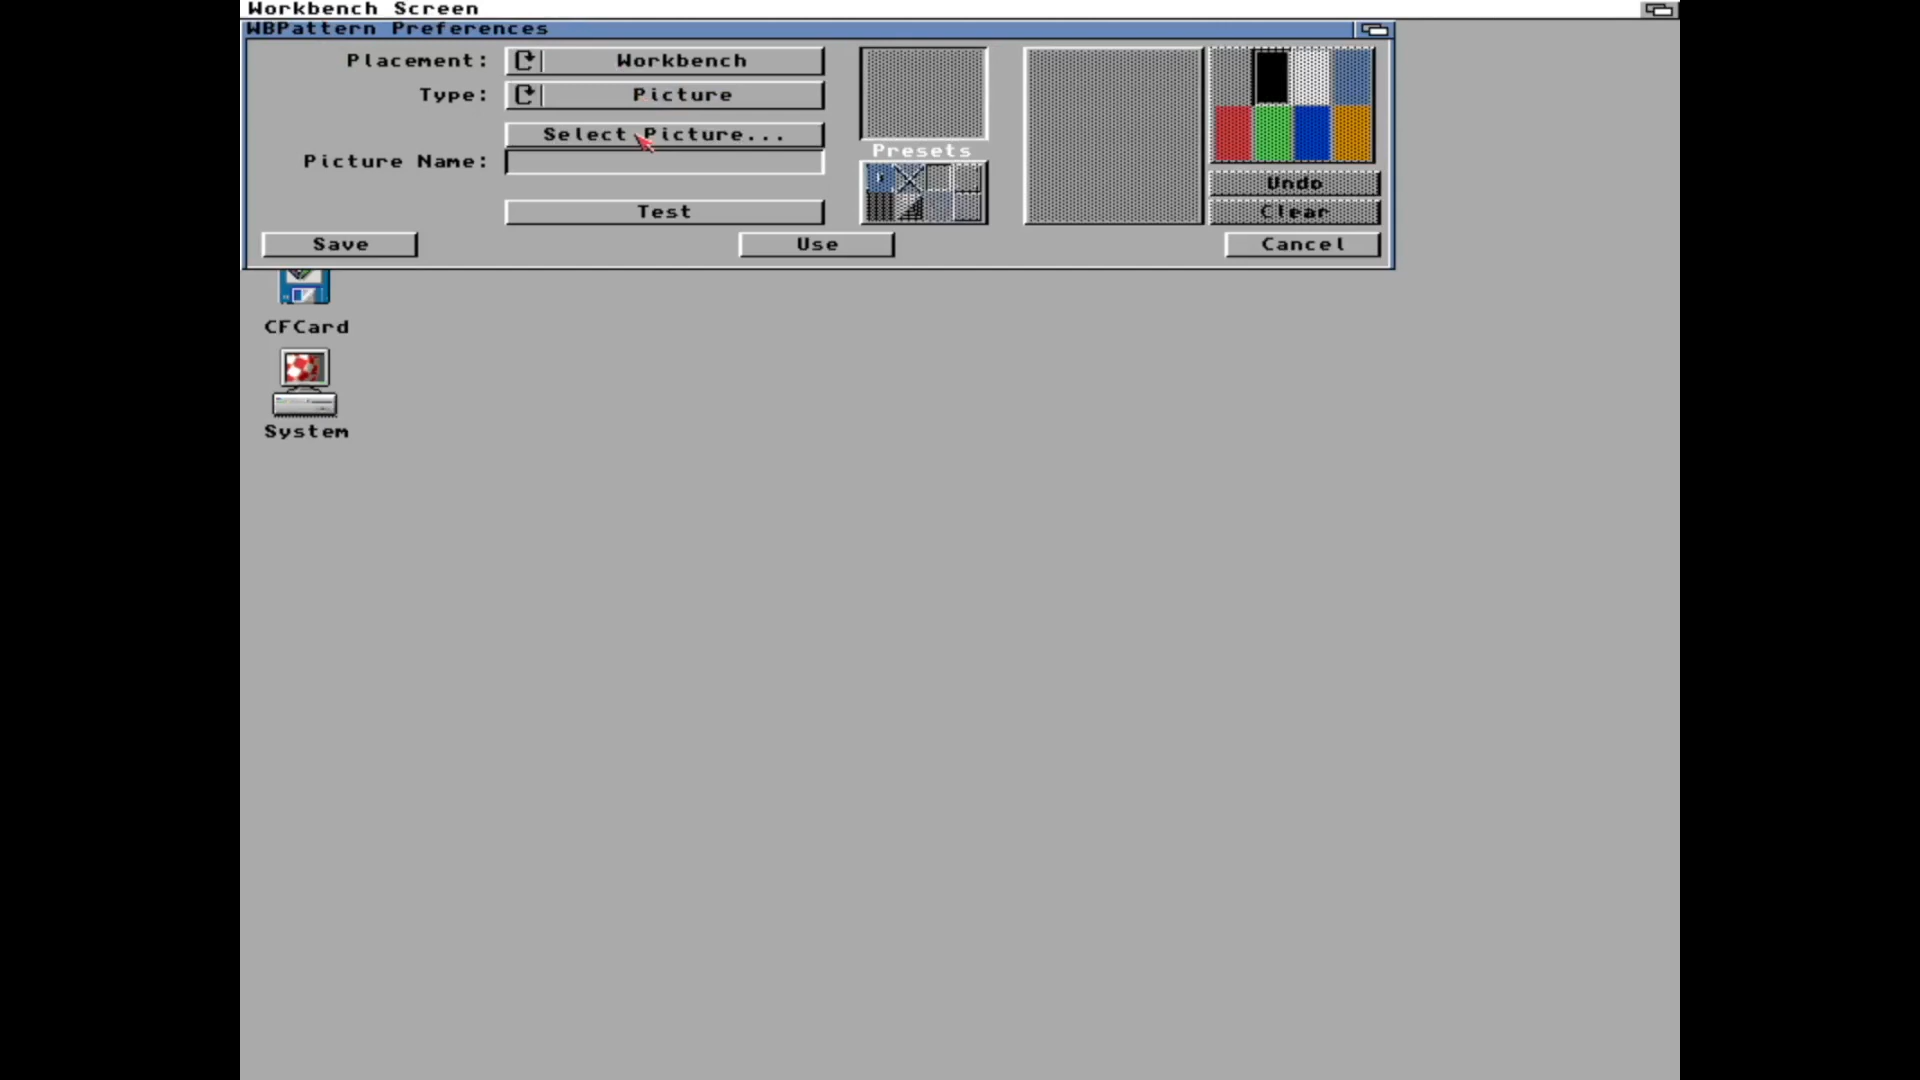 Workbench Screen
WBPattern Preferences
Placement: Workbench
Type: Picture
Select Picture...
Picture Name:
Presets
Undo
Clear
Test
Save Use Cancel
CFCard
System